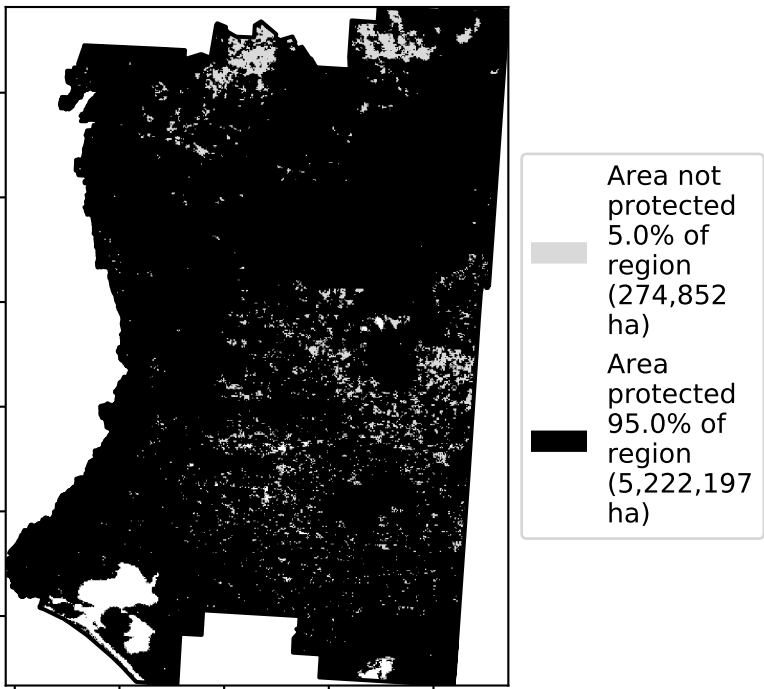 Area not
protected
5.0% of
region
(274,852
ha)
Area
protected
95.0% of
region
(5,222,197
ha)